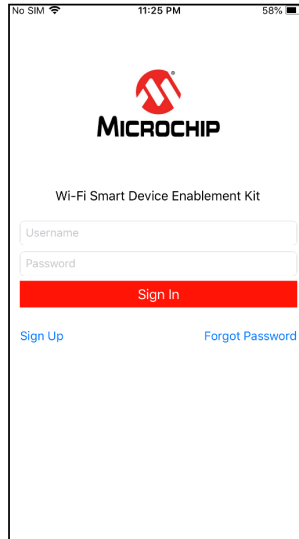 No SIM 11:25 PM 58%
MICROCHIP
Wi-Fi Smart Device Enablement Kit
Username
Password
Sign In
Sign Up Forgot Password